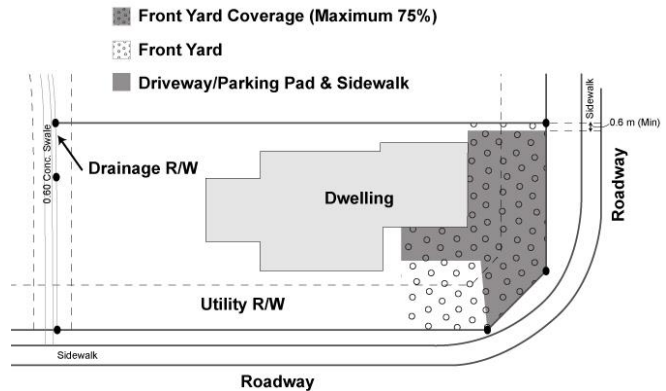 Front Yard Coverage (Maximum 75%)
Front Yard
Driveway/Parking Pad & Sidewalk
Sidewalk
0.6 m (Min)
0.60 Conc. Swale
Drainage R/W
Dwelling
Roadway
Utility R/W
Sidewalk
Roadway